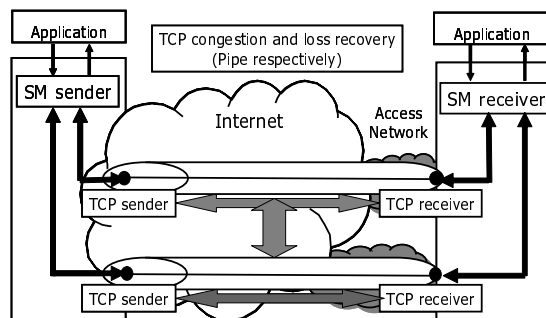 Application
TCP congestion and loss recovery
(Pipe respectively)
Application
SM sender
SM receiver
Internet
Access
Network
TCP sender
TCP receiver
TCP sender
TCP receiver